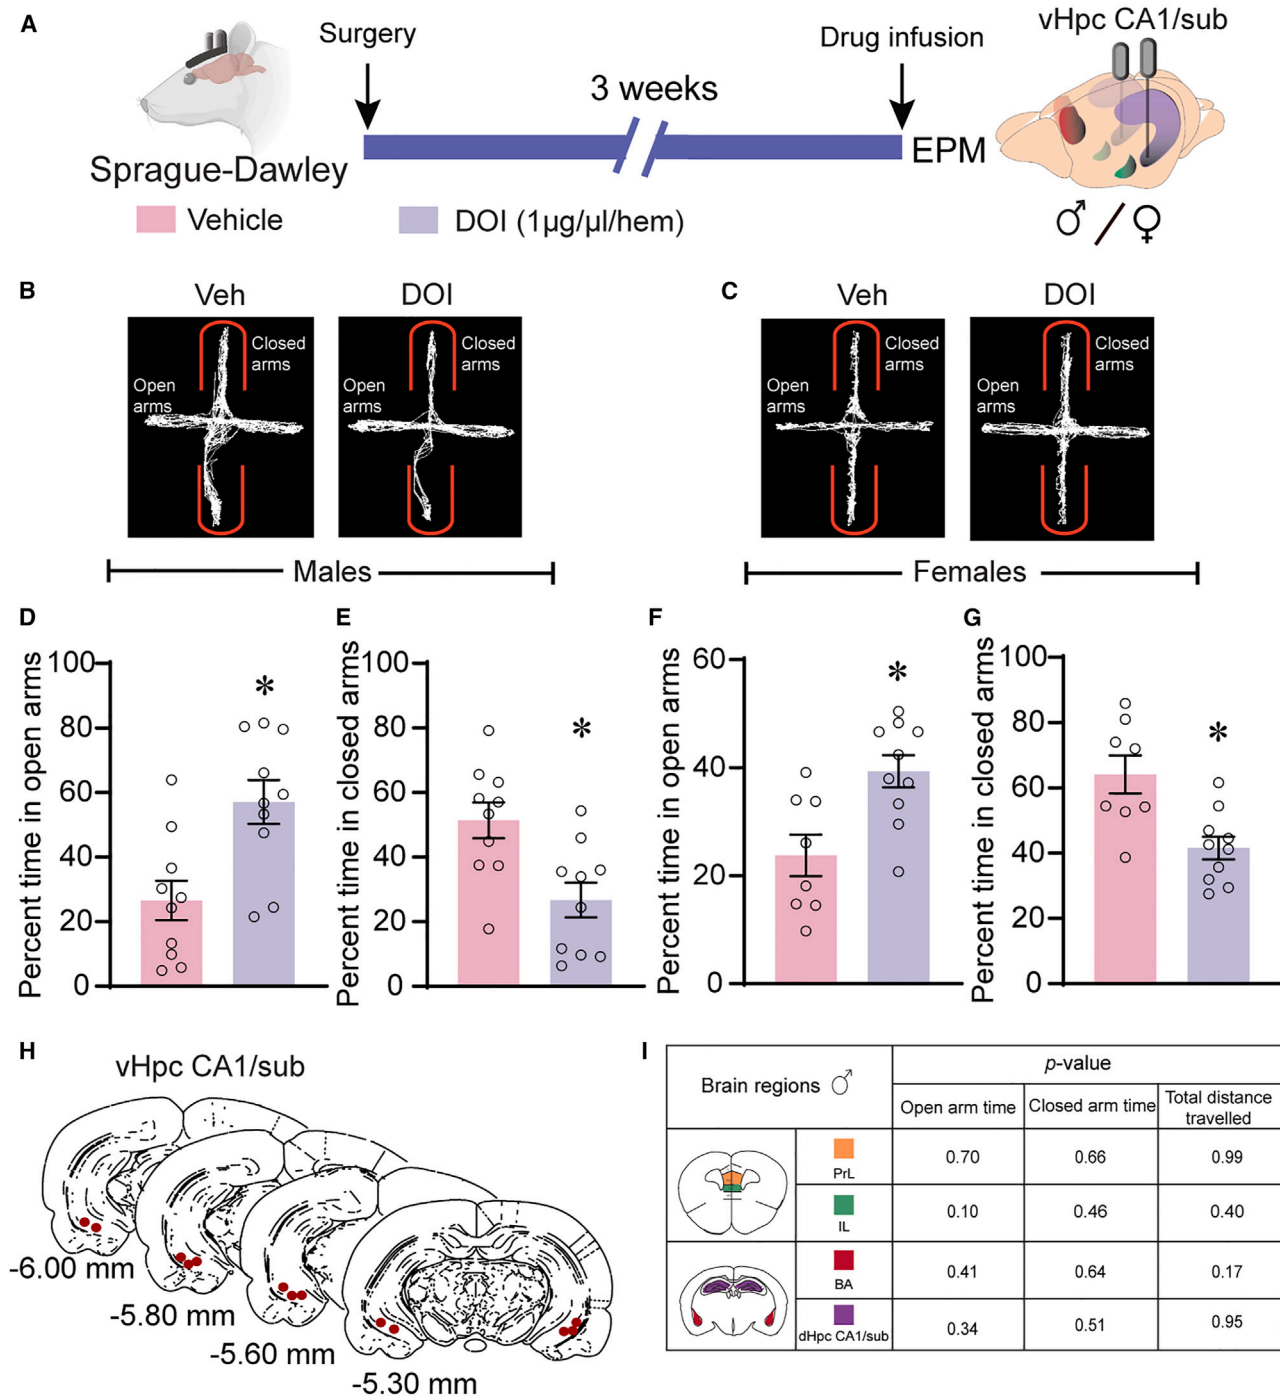 A
Surgery
Drug infusion
vHpc CA1/sub
3 weeks
Sprague-Dawley
EPM
Vehicle
DOI (1µg/µl/hem)
♂/♀
B
Veh
DOI
Closed arms
Open arms
Closed arms
Open arms
Males
C
Veh
DOI
Closed arms
Open arms
Closed arms
Open arms
Females
D
Percent time in open arms
100
80
60
40
20
0
*
E
Percent time in closed arms
100
80
60
40
20
0
*
F
Percent time in open arms
60
40
20
0
*
G
Percent time in closed arms
100
80
60
40
20
0
*
H
vHpc CA1/sub
-6.00 mm
-5.80 mm
-5.60 mm
-5.30 mm
I
Brain regions ♂
p-value
Open arm time
Closed arm time
Total distance
travelled
PrL
0.70
0.66
0.99
IL
0.10
0.46
0.40
BA
0.41
0.64
0.17
dHpc CA1/sub
0.34
0.51
0.95